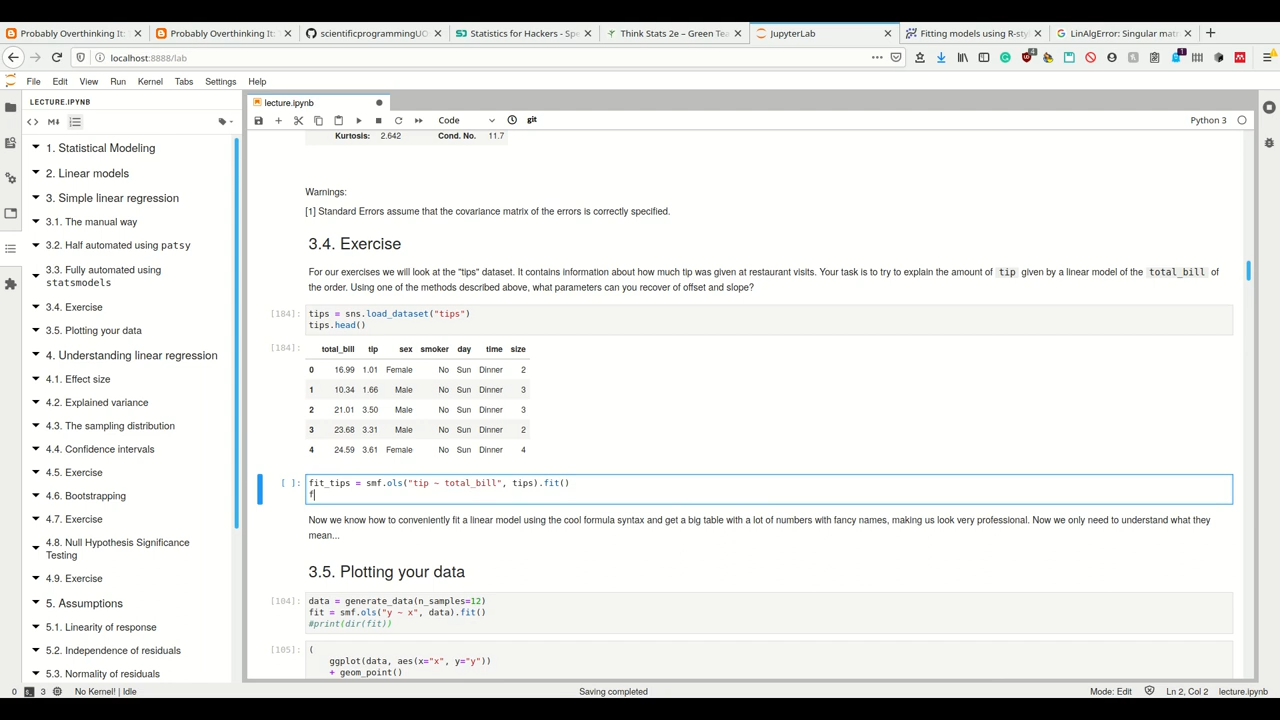 Probably Overthinking It:
Probably Overthinking It:
scientificprogrammingUO
Statistics for Hackers - Spe
Think Stats 2e – Green Tea
JupyterLab
Fitting models using R-sty
LinAlgError: Singular mat
localhost:8888/lab
File Edit View Run Kernel Tabs Settings Help
LECTURE.IPYNB
1. Statistical Modeling
2. Linear models
3. Simple linear regression
3.1. The manual way
3.2. Half automated using patsy
3.3. Fully automated using
statsmodels
3.4. Exercise
3.5. Plotting your data
4. Understanding linear regression
4.1. Effect size
4.2. Explained variance
4.3. The sampling distribution
4.4. Confidence intervals
4.5. Exercise
4.6. Bootstrapping
4.7. Exercise
4.8. Null Hypothesis Significance
Testing
4.9. Exercise
5. Assumptions
5.1. Linearity of response
5.2. Independence of residuals
5.3. Normality of residuals
lecture.ipynb
Code git Python 3
Kurtosis: 2.642 Cond. No. 11.7
Warnings:
[1] Standard Errors assume that the covariance matrix of the errors is correctly specified.
3.4. Exercise
For our exercises we will look at the "tips" dataset. It contains information about how much tip was given at restaurant visits. Your task is to try to explain the amount of tip given by a linear model of the total_bill of
the order. Using one of the methods described above, what parameters can you recover of offset and slope?
[184]: tips = sns.load_dataset("tips")
tips.head()
[184]: total_bill tip sex smoker day time size
0 16.99 1.01 Female No Sun Dinner 2
1 10.34 1.66 Male No Sun Dinner 3
2 21.01 3.50 Male No Sun Dinner 3
3 23.68 3.31 Male No Sun Dinner 2
4 24.59 3.61 Female No Sun Dinner 4
[ ]: fit_tips = smf.ols("tip ~ total_bill", tips).fit()
f
Now we know how to conveniently fit a linear model using the cool formula syntax and get a big table with a lot of numbers with fancy names, making us look very professional. Now we only need to understand what they
mean...
3.5. Plotting your data
[104]: data = generate_data(n_samples=12)
fit = smf.ols("y ~ x", data).fit()
#print(dir(fit))
[105]: (
ggplot(data, aes(x="x", y="y"))
+ geom_point()
0 3 No Kernel! | Idle Saving completed Mode: Edit Ln 2, Col 2 lecture.ipynb